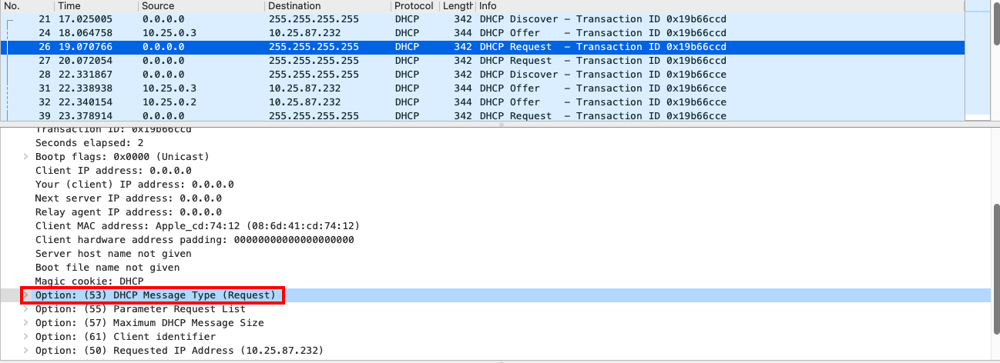 No. Time Source Destination Protocol Length Info
21 17.025005 0.0.0.0 255.255.255.255 DHCP 342 DHCP Discover – Transaction ID 0x19b66ccd
24 18.064758 10.25.0.3 10.25.87.232 DHCP 344 DHCP Offer – Transaction ID 0x19b66ccd
26 19.070766 0.0.0.0 255.255.255.255 DHCP 342 DHCP Request – Transaction ID 0x19b66ccd
27 20.072054 0.0.0.0 255.255.255.255 DHCP 342 DHCP Request – Transaction ID 0x19b66ccd
28 22.331867 0.0.0.0 255.255.255.255 DHCP 342 DHCP Discover – Transaction ID 0x19b66cce
31 22.338938 10.25.0.3 10.25.87.232 DHCP 344 DHCP Offer – Transaction ID 0x19b66cce
32 22.340154 10.25.0.2 10.25.87.232 DHCP 344 DHCP Offer – Transaction ID 0x19b66cce
39 23.378914 0.0.0.0 255.255.255.255 DHCP 342 DHCP Request – Transaction ID 0x19b66cce
Transaction ID: 0x19b66ccd
Seconds elapsed: 2
Bootp flags: 0x0000 (Unicast)
Client IP address: 0.0.0.0
Your (client) IP address: 0.0.0.0
Next server IP address: 0.0.0.0
Relay agent IP address: 0.0.0.0
Client MAC address: Apple_cd:74:12 (08:6d:41:cd:74:12)
Client hardware address padding: 00000000000000000000
Server host name not given
Boot file name not given
Magic cookie: DHCP
Option: (53) DHCP Message Type (Request)
Option: (55) Parameter Request List
Option: (57) Maximum DHCP Message Size
Option: (61) Client identifier
Option: (50) Requested IP Address (10.25.87.232)